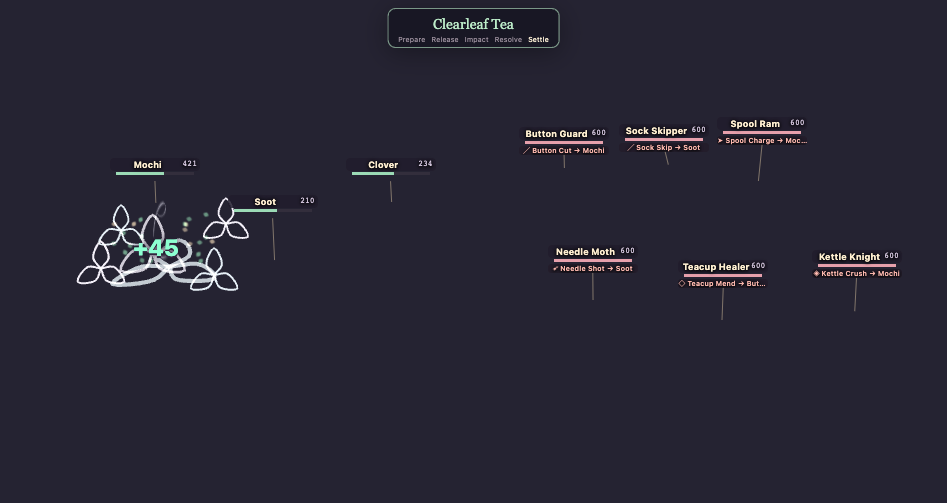 Clearleaf Tea
Prepare Release Impact Resolve Settle
Spool Ram 600
➤ Spool Charge → Moc...
Button Guard 600
⟋ Button Cut → Mochi
Sock Skipper 600
⟋ Sock Skip → Soot
Mochi 421
Clover 234
Soot 210
+45
Needle Moth 600
➶ Needle Shot → Soot
Teacup Healer 600
◇ Teacup Mend → But...
Kettle Knight 600
◈ Kettle Crush → Mochi